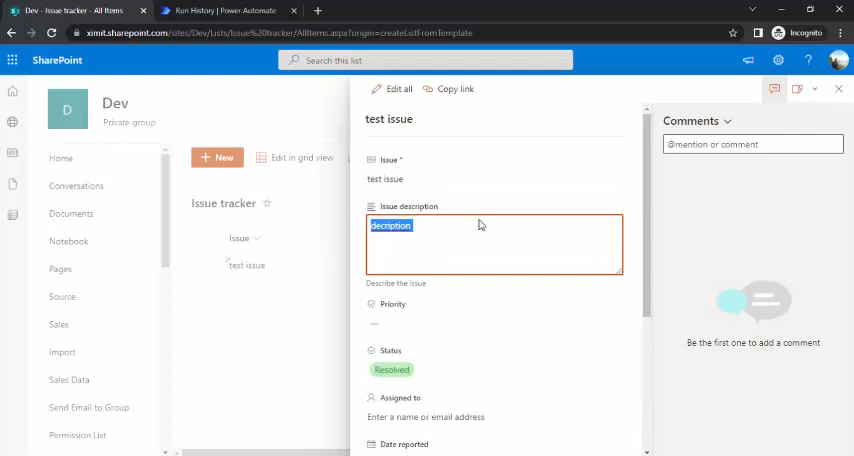 Dev - Issue tracker - All Items
Run History | Power Automate
ximit.sharepoint.com/sites/Dev/Lists/Issue%20tracker/AllItems.aspx?origin=createListFromTemplate
Incognito
SharePoint
Search this list
D
Dev
Private group
Home
Conversations
Documents
Notebook
Pages
Source
Sales
Import
Sales Data
Send Email to Group
Permission List
New
Edit in grid view
Issue tracker
Issue
test issue
Edit all
Copy link
test issue
Issue *
test issue
Issue description
decription
Describe the issue
Priority
—
Status
Resolved
Assigned to
Enter a name or email address
Date reported
Comments
@mention or comment
Be the first one to add a comment